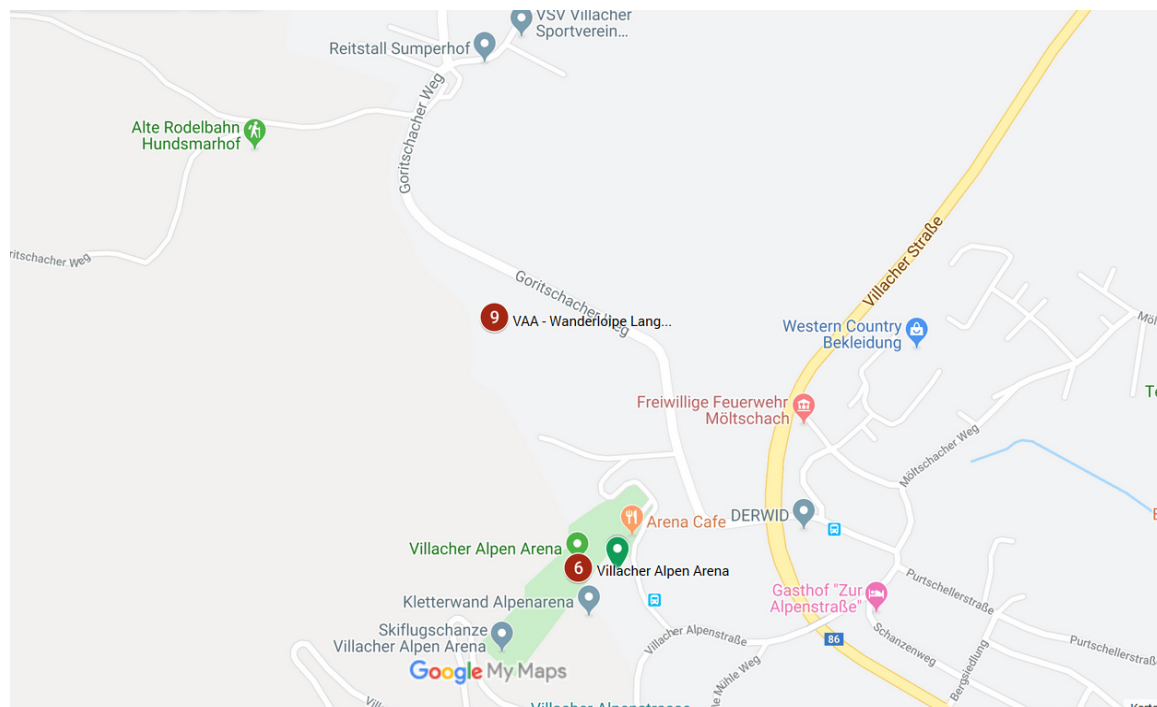 VSV Villacher
Sportverein...
Reitstall Sumperhof
Goritschacher Weg
Alte Rodelbahn
Hundsmarhof
ritschacher Weg
Villacher Straße
Goritschacher Weg
9
VAA - Wanderloipe Lang...
Western Country
Bekleidung
Freiwillige Feuerwehr
Möltschach
Möltschacher Weg
DERWID
Arena Cafe
Villacher Alpen Arena
6
Villacher Alpen Arena
Kletterwand Alpenarena
Gasthof "Zur
Alpenstraße"
Purtschellerstraße
Skiflugschanze
Villacher Alpen Arena
Villacher Alpenstraße
86
Schanzenweg
Purtschellerstraße
Google My Maps
Mühle Weg
Bergsiedlung